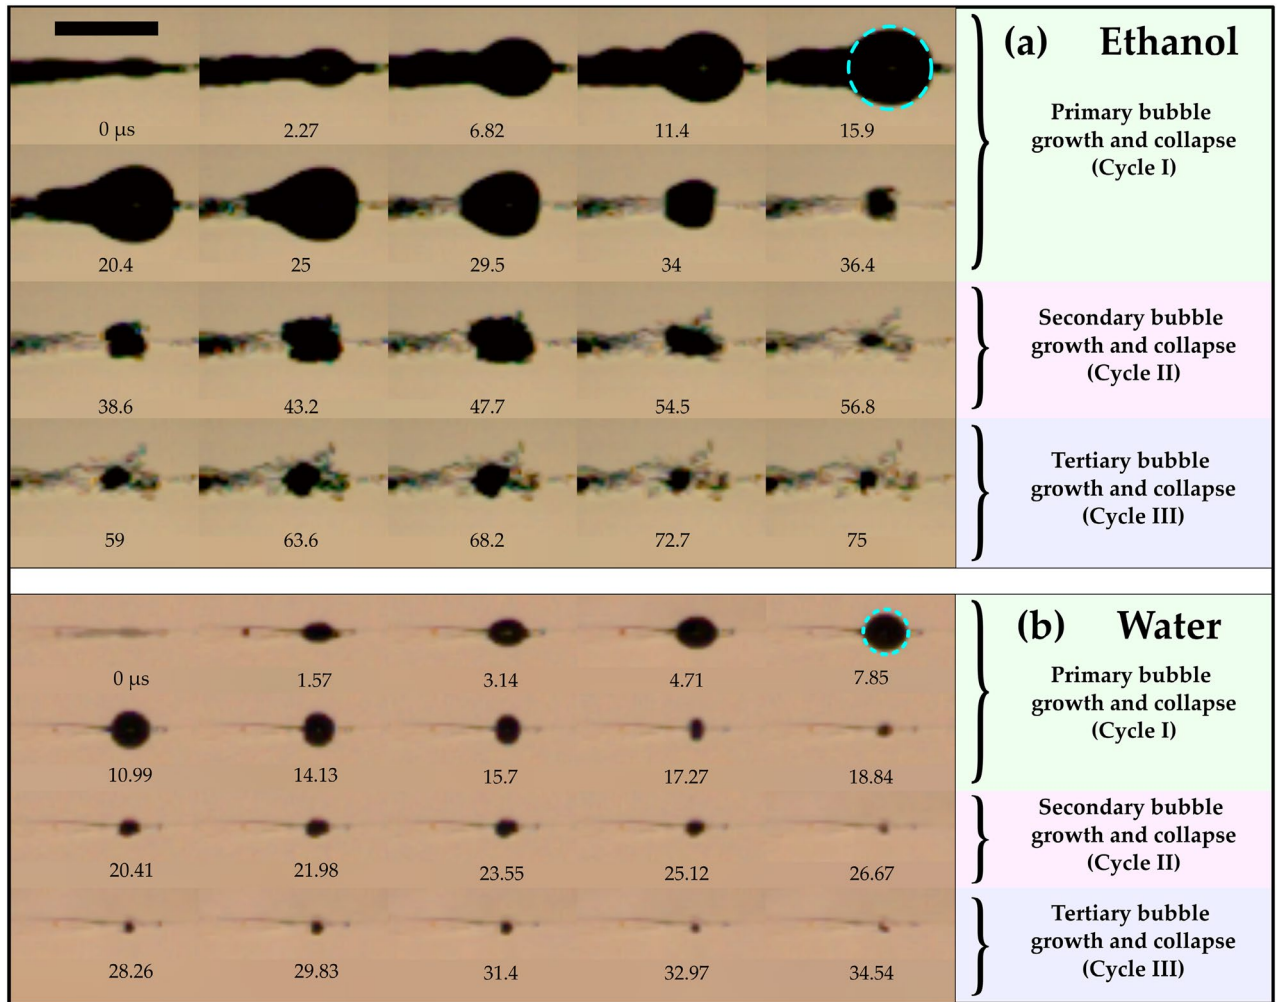 (a) Ethanol
0 μs 2.27 6.82 11.4 15.9
Primary bubble
growth and collapse
(Cycle I)
20.4 25 29.5 34 36.4
Secondary bubble
growth and collapse
(Cycle II)
38.6 43.2 47.7 54.5 56.8
Tertiary bubble
growth and collapse
(Cycle III)
59 63.6 68.2 72.7 75
(b) Water
0 μs 1.57 3.14 4.71 7.85
Primary bubble
growth and collapse
(Cycle I)
10.99 14.13 15.7 17.27 18.84
Secondary bubble
growth and collapse
(Cycle II)
20.41 21.98 23.55 25.12 26.67
Tertiary bubble
growth and collapse
(Cycle III)
28.26 29.83 31.4 32.97 34.54